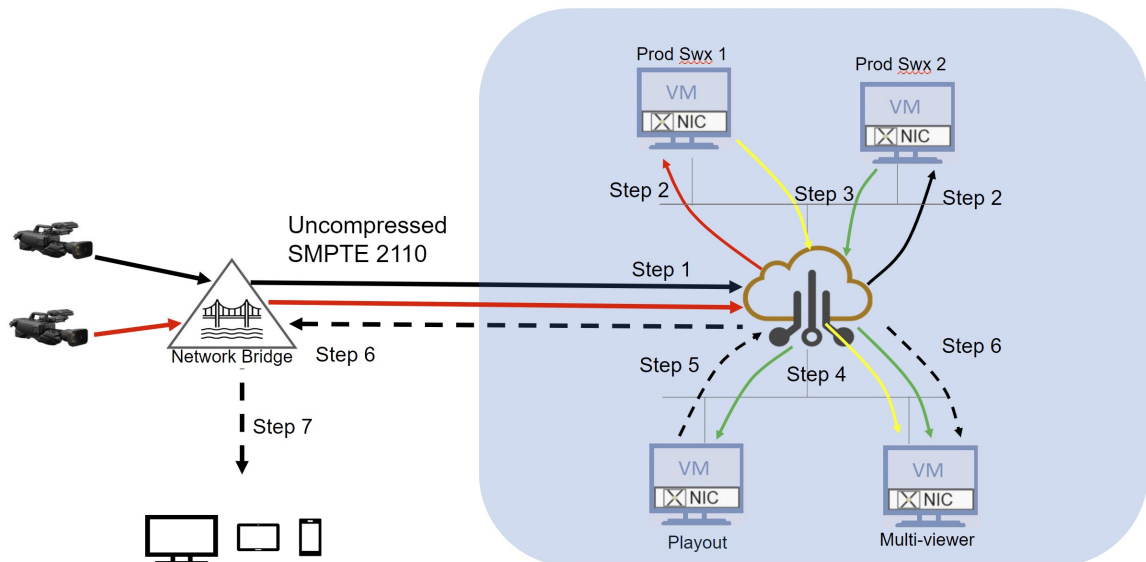 Prod Swx 1
Prod Swx 2
VM
NIC
VM
NIC
Step 2
Step 3
Step 2
Uncompressed
SMPTE 2110
Step 1
Network Bridge
Step 6
Step 6
Step 5
Step 4
Step 7
VM
NIC
VM
NIC
Playout
Multi-viewer